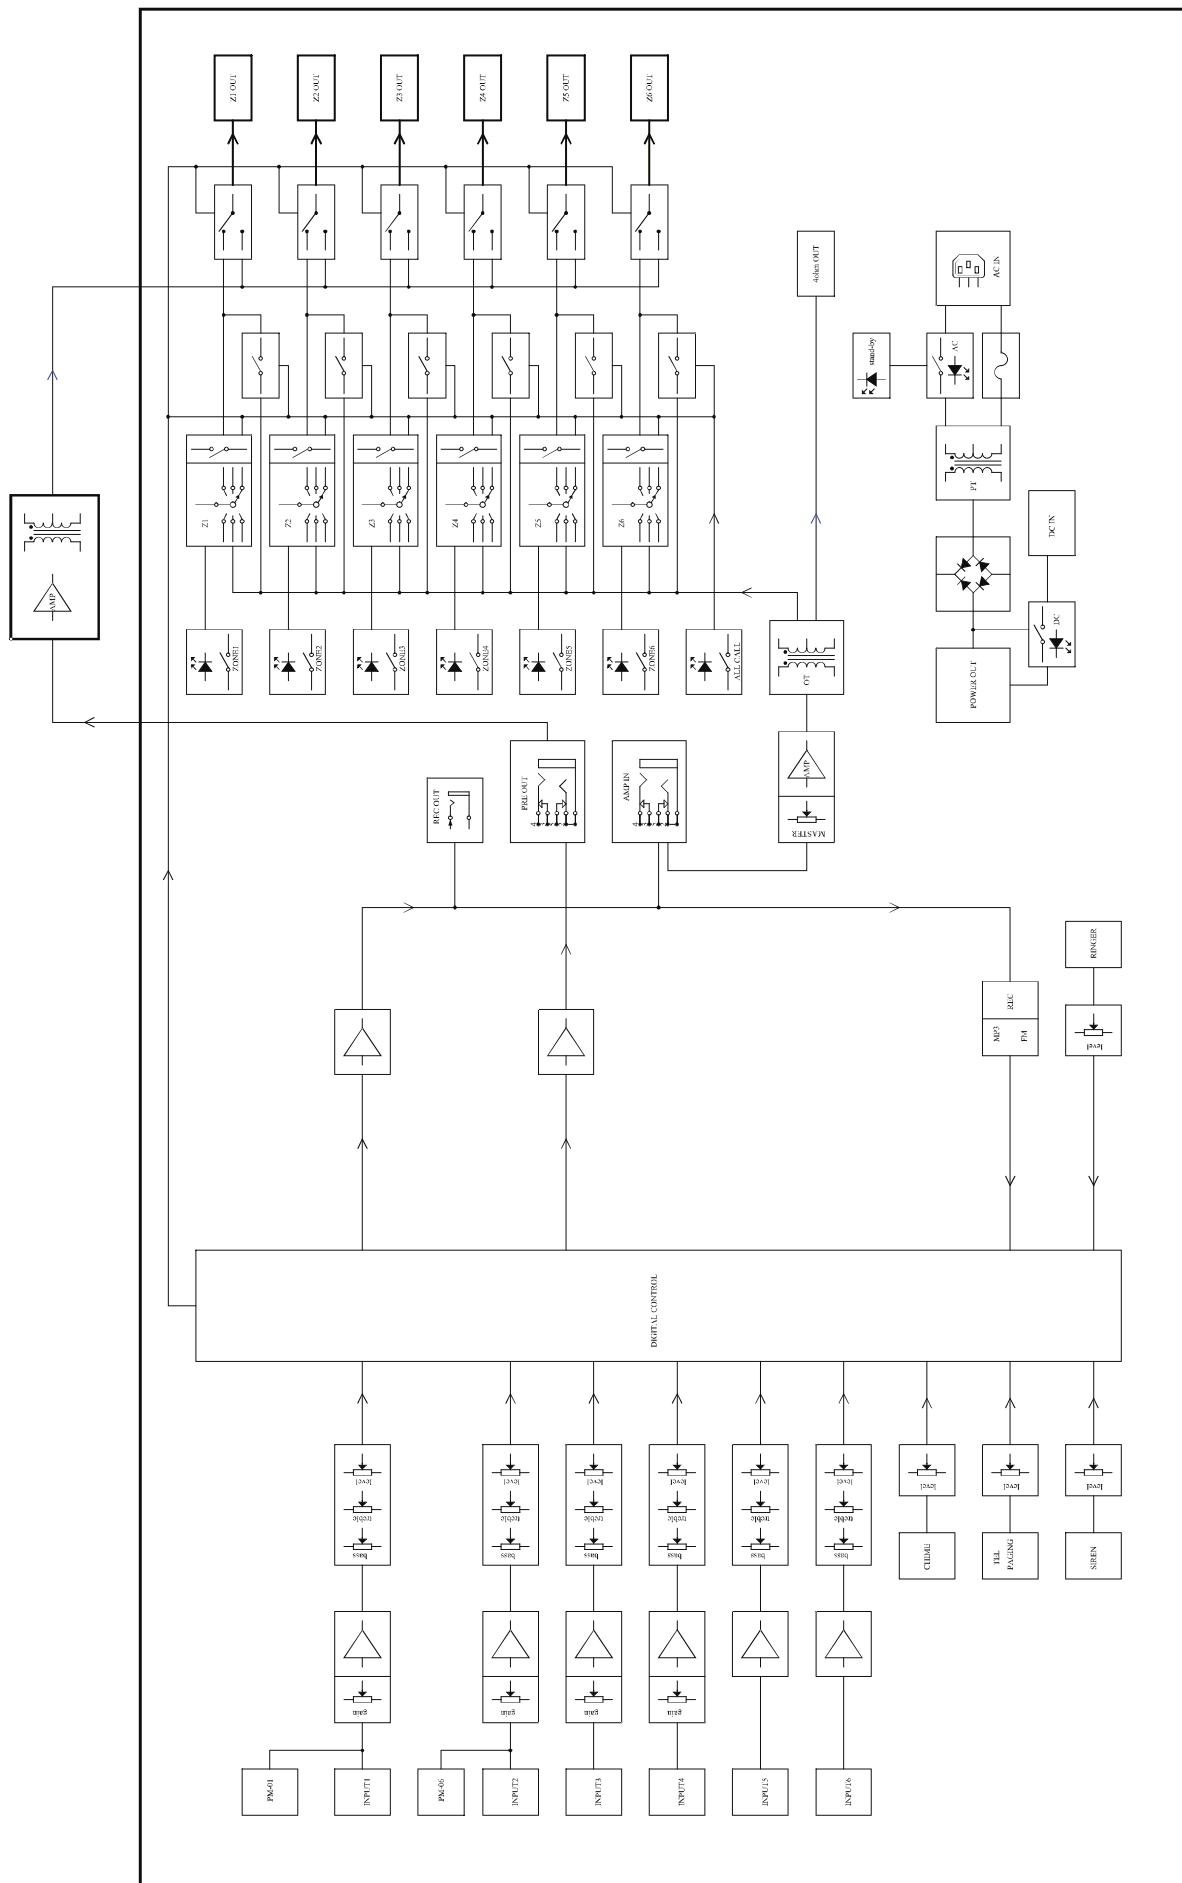 Z1 OUT
Z2 OUT
Z3 OUT
Z4 OUT
Z5 OUT
Z6 OUT
4ohm OUT
AC IN
stand-by
AC
Z1
Z2
Z3
Z4
Z5
Z6
PT
DC IN
AMP
ZONE1
ZONE2
ZONE3
ZONE4
ZONE5
ZONE6
ALL CALL
OT
POWER OUT
DC
REC OUT
PRE OUT
AMP IN
AMP
MASTER
RINGER
REC
MP3
FM
level
DIGITAL CONTROL
level
treble
bass
level
treble
bass
level
treble
bass
level
treble
bass
level
treble
bass
level
treble
bass
level
level
level
CHIME
TEL
PAGING
SIREN
gain
gain
gain
gain
PM-01
INPUT1
PM-06
INPUT2
INPUT3
INPUT4
INPUT5
INPUT6